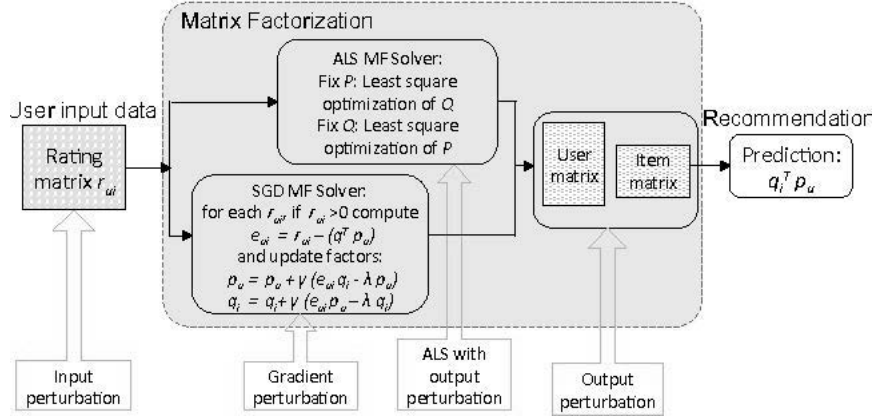 Matrix Factorization
ALS MF Solver:
Fix P: Least square
optimization of Q
Fix Q: Least square
optimization of P
User input data
Rating
matrix r_ui
SGD MF Solver:
for each r_ui, if r_ui >0 compute
e_ui = r_ui – (q^T p_u)
and update factors:
p_u = p_u + γ (e_ui q_i - λ p_u)
q_i = q_i + γ (e_ui p_u – λ q_i)
User
matrix
Item
matrix
Recommendation
Prediction:
q_i^T p_u
Input
perturbation
Gradient
perturbation
ALS with
output
perturbation
Output
perturbation